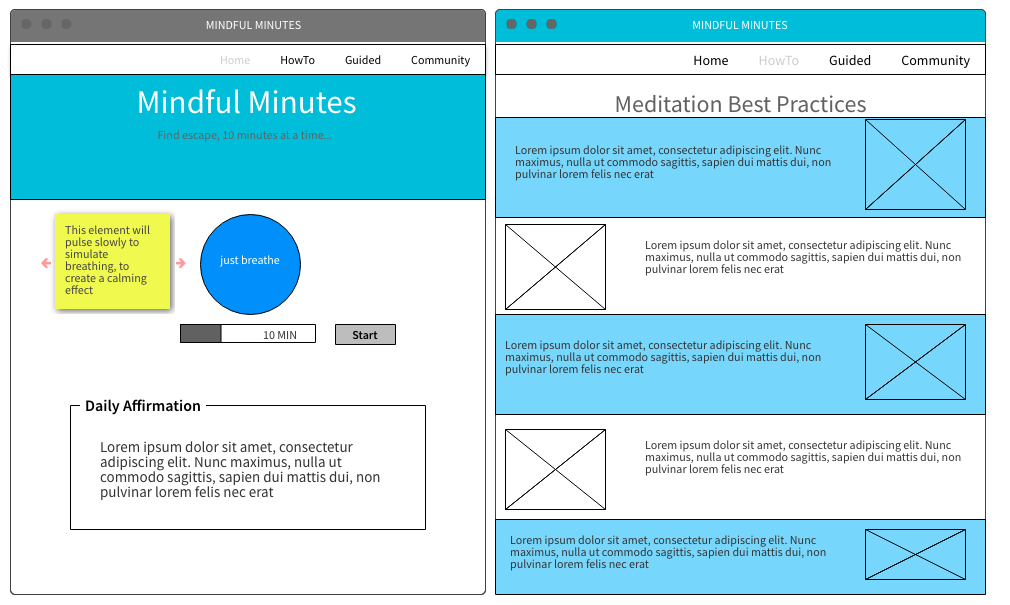 MINDFUL MINUTES
Home HowTo Guided Community
Mindful Minutes
Find escape, 10 minutes at a time...
This element will
pulse slowly to
simulate
breathing, to
create a calming
effect
just breathe
10 MIN
Start
Daily Affirmation
Lorem ipsum dolor sit amet, consectetur
adipiscing elit. Nunc maximus, nulla ut
commodo sagittis, sapien dui mattis dui, non
pulvinar lorem felis nec erat
MINDFUL MINUTES
Home HowTo Guided Community
Meditation Best Practices
Lorem ipsum dolor sit amet, consectetur adipiscing elit. Nunc
maximus, nulla ut commodo sagittis, sapien dui mattis dui, non
pulvinar lorem felis nec erat
Lorem ipsum dolor sit amet, consectetur adipiscing elit. Nunc
maximus, nulla ut commodo sagittis, sapien dui mattis dui, non
pulvinar lorem felis nec erat
Lorem ipsum dolor sit amet, consectetur adipiscing elit. Nunc
maximus, nulla ut commodo sagittis, sapien dui mattis dui, non
pulvinar lorem felis nec erat
Lorem ipsum dolor sit amet, consectetur adipiscing elit. Nunc
maximus, nulla ut commodo sagittis, sapien dui mattis dui, non
pulvinar lorem felis nec erat
Lorem ipsum dolor sit amet, consectetur adipiscing elit. Nunc
maximus, nulla ut commodo sagittis, sapien dui mattis dui, non
pulvinar lorem felis nec erat